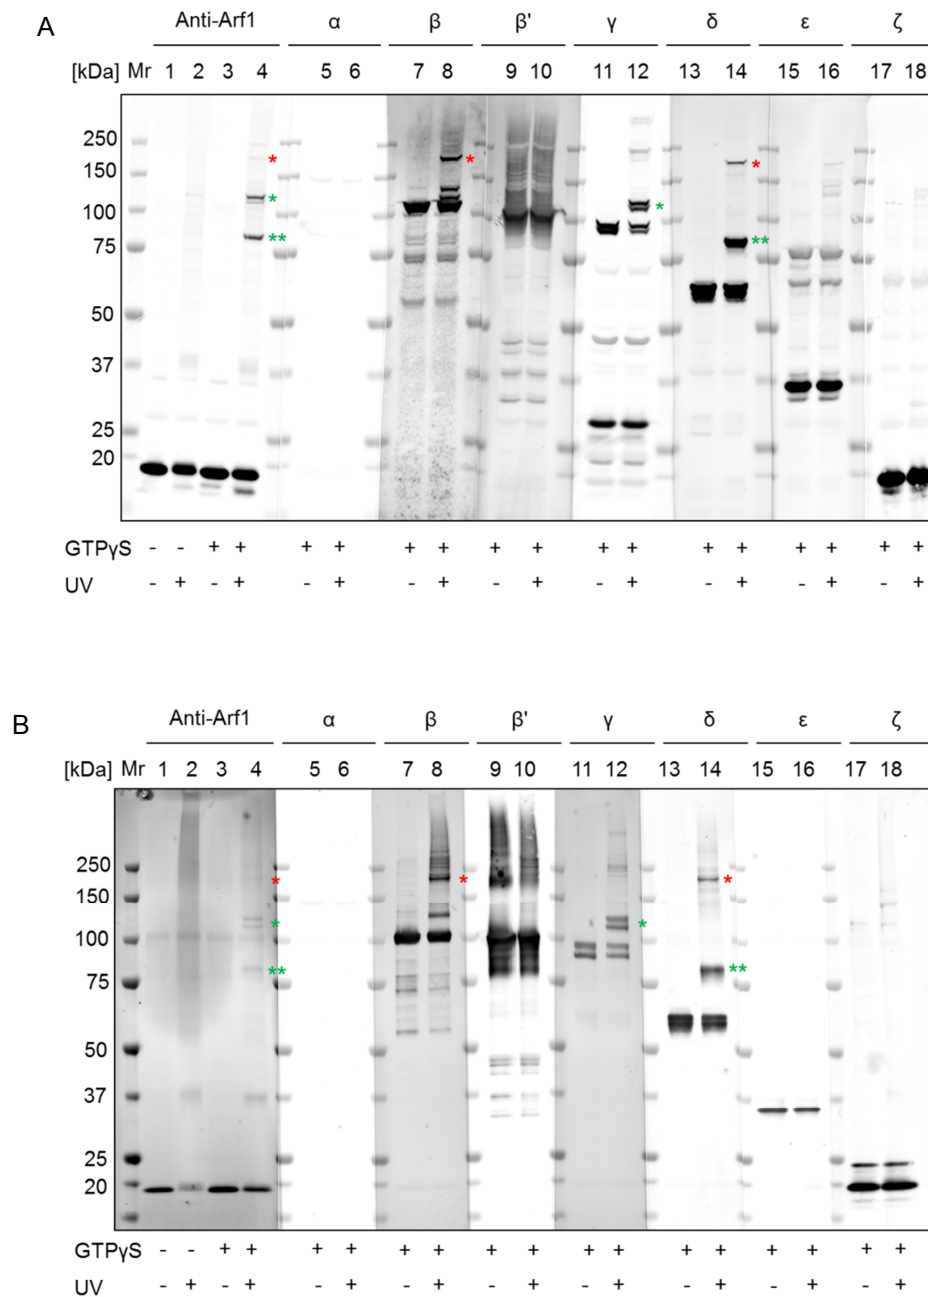 A
Anti-Arf1 α β β' γ δ ε ζ
[kDa] Mr 1 2 3 4 5 6 7 8 9 10 11 12 13 14 15 16 17 18
250
*
*
*
150
100
*
*
75
**
**
50
37
25
20
GTPγS - - + + + + + + + + + + + + + + + +
UV - + - + - + - + - + - + - + - + - +
B
Anti-Arf1 α β β' γ δ ε ζ
[kDa] Mr 1 2 3 4 5 6 7 8 9 10 11 12 13 14 15 16 17 18
250
* * *
150
* *
100
** **
75
50
37
25
20
GTPγS - - + + + + + + + + + + + + + + + +
UV - + - + - + - + - + - + - + - + - +